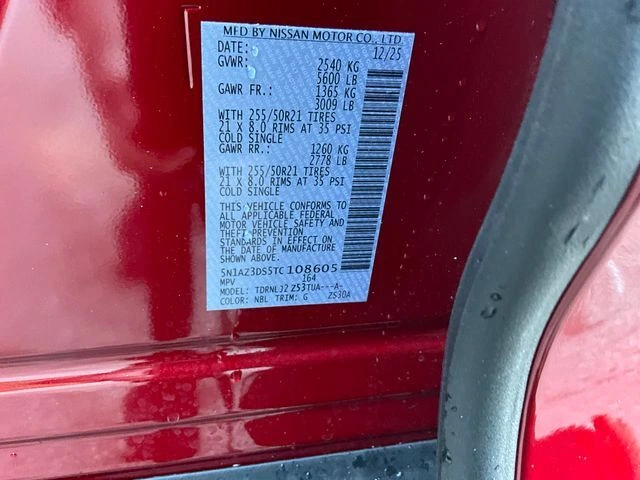 MFD BY NISSAN MOTOR CO., LTD.
DATE: 12/25
GVWR: 2540 KG
5600 LB
GAWR FR.: 1365 KG
3009 LB
WITH 255/50R21 TIRES
21 X 8.0 RIMS AT 35 PSI
COLD SINGLE
GAWR RR.: 1260 KG
2778 LB
WITH 255/50R21 TIRES
21 X 8.0 RIMS AT 35 PSI
COLD SINGLE
THIS VEHICLE CONFORMS TO
ALL APPLICABLE FEDERAL
MOTOR VEHICLE SAFETY AND
THEFT PREVENTION
STANDARDS IN EFFECT ON
THE DATE OF MANUFACTURE
SHOWN ABOVE.
5N1AZ3DS5TC108605
MPV 164
MODEL: TDRNLJ2 Z53TUA---A-
COLOR: NBL TRIM: G ZS30A